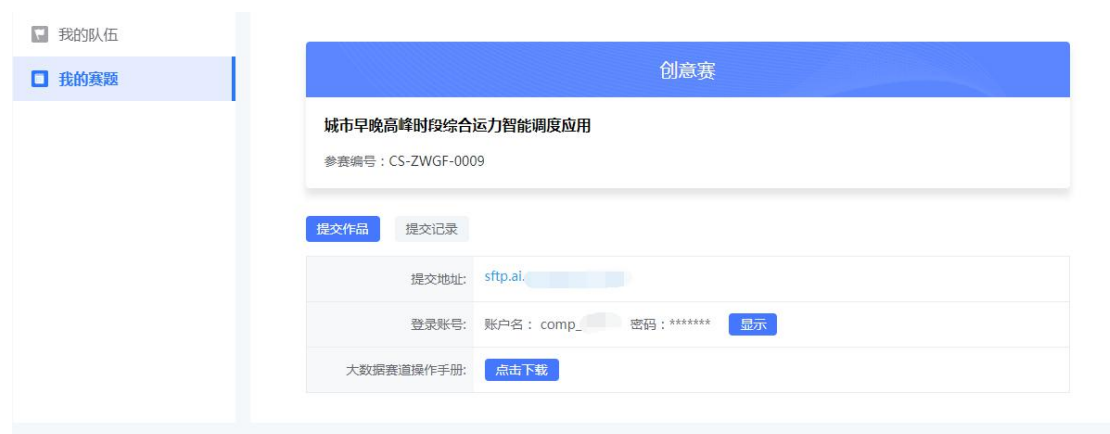 我的队伍
我的赛题
创意赛
城市早晚高峰时段综合运力智能调度应用
参赛编号：CS-ZWGF-0009
提交作品 提交记录
提交地址: sftp.ai.
登录账号: 账户名： comp_ 密码：******* 显示
大数据赛道操作手册: 点击下载